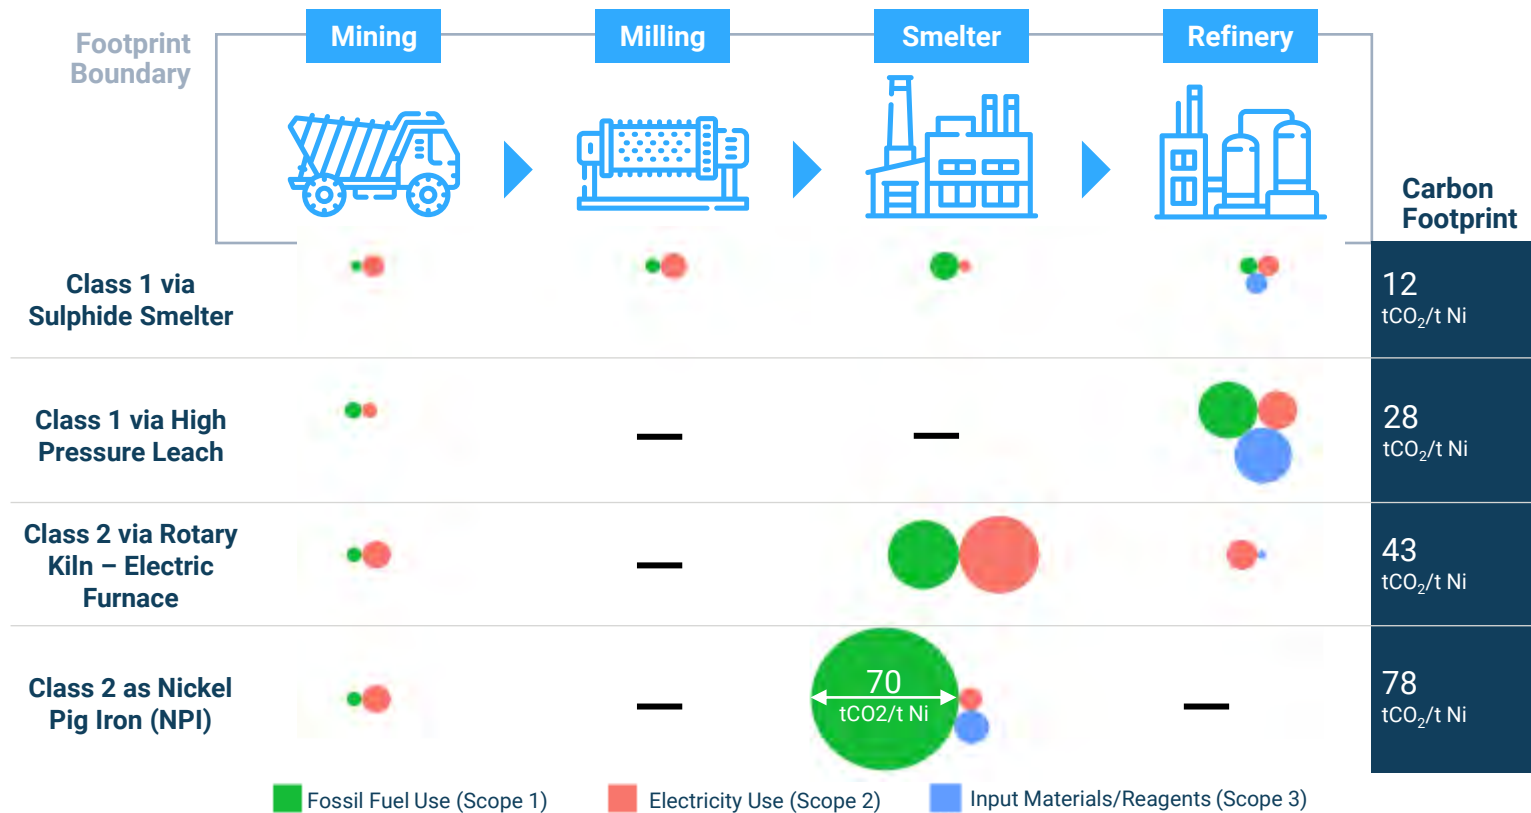 Footprint
Boundary
Mining
Milling
Smelter
Refinery
Carbon
Footprint
Class 1 via
Sulphide Smelter
12
tCO₂/t Ni
Class 1 via High
Pressure Leach
28
tCO₂/t Ni
Class 2 via Rotary
Kiln – Electric
Furnace
43
tCO₂/t Ni
Class 2 as Nickel
Pig Iron (NPI)
70
tCO2/t Ni
78
tCO₂/t Ni
Fossil Fuel Use (Scope 1)
Electricity Use (Scope 2)
Input Materials/Reagents (Scope 3)